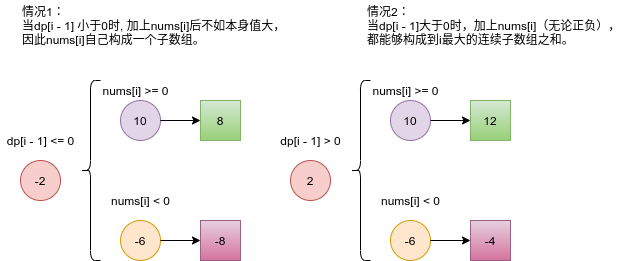 情况1：
当dp[i - 1] 小于0时, 加上nums[i]后不如本身值大，
因此nums[i]自己构成一个子数组。
nums[i] >= 0
10
8
dp[i - 1] <= 0
-2
nums[i] < 0
-6
-8
情况2：
当dp[i - 1]大于0时，加上nums[i]（无论正负），
都能够构成到i最大的连续子数组之和。
nums[i] >= 0
10
12
dp[i - 1] > 0
2
nums[i] < 0
-6
-4